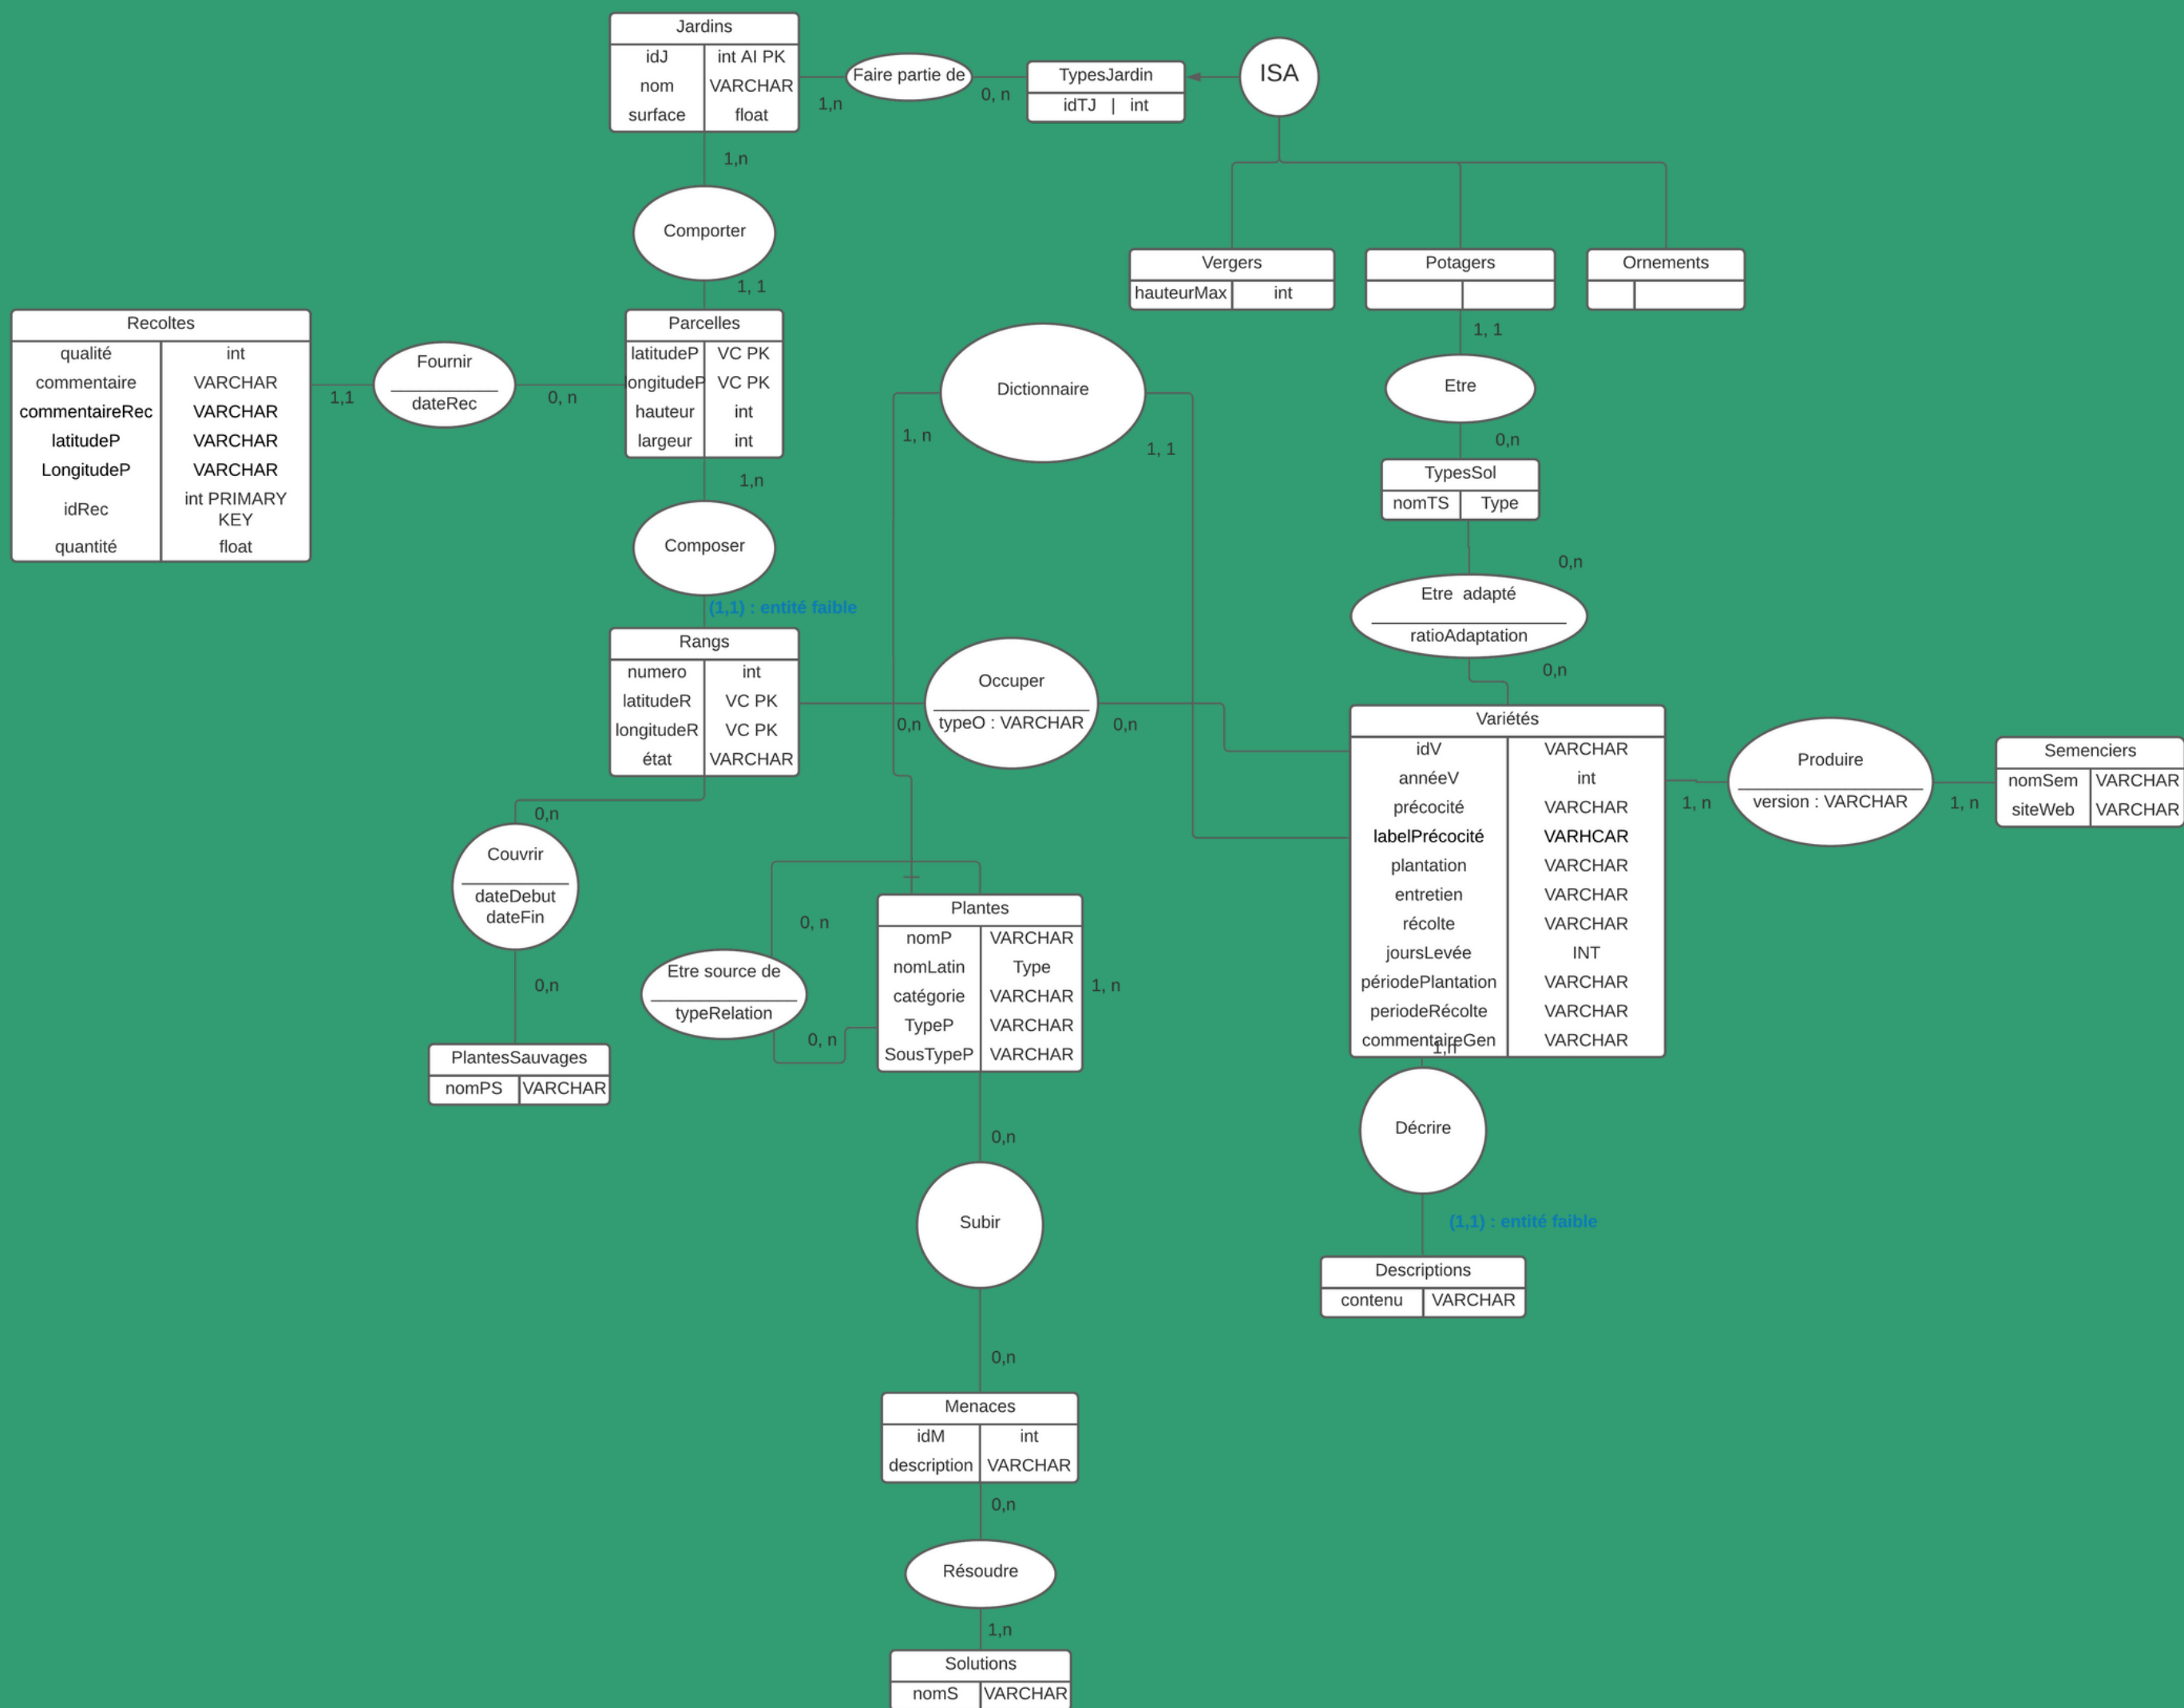 Jardins
idJ int AI PK
nom VARCHAR
surface float
Faire partie de
1,n
0, n
TypesJardin
idTJ | int
ISA
1,n
Comporter
1, 1
Vergers
hauteurMax int
Potagers
Ornements
Recoltes
qualité int
commentaire VARCHAR
commentaireRec VARCHAR
latitudeP VARCHAR
LongitudeP VARCHAR
idRec int PRIMARY
KEY
quantité float
1,1
Fournir
dateRec
0, n
Parcelles
latitudeP VC PK
ongitudeP VC PK
hauteur int
largeur int
1,n
Composer
(1,1) : entité faible
Dictionnaire
1, n
1, 1
1, 1
Etre
0,n
TypesSol
nomTS Type
0,n
Etre adapté
ratioAdaptation
0,n
Rangs
numero int
latitudeR VC PK
longitudeR VC PK
état VARCHAR
0,n
Occuper
typeO : VARCHAR
0,n
Variétés
idV VARCHAR
annéeV int
précocité VARCHAR
labelPrécocité VARHCAR
plantation VARCHAR
entretien VARCHAR
récolte VARCHAR
joursLevée INT
périodePlantation VARCHAR
periodeRécolte VARCHAR
commentaireGen VARCHAR
1,n
1, n
Produire
version : VARCHAR
1, n
Semenciers
nomSem VARCHAR
siteWeb VARCHAR
0,n
Couvrir
dateDebut
dateFin
0,n
PlantesSauvages
nomPS VARCHAR
0, n
Etre source de
typeRelation
0, n
Plantes
nomP VARCHAR
nomLatin Type
catégorie VARCHAR
TypeP VARCHAR
SousTypeP VARCHAR
1, n
0,n
Subir
0,n
Décrire
(1,1) : entité faible
Descriptions
contenu VARCHAR
Menaces
idM int
description VARCHAR
0,n
Résoudre
1,n
Solutions
nomS VARCHAR